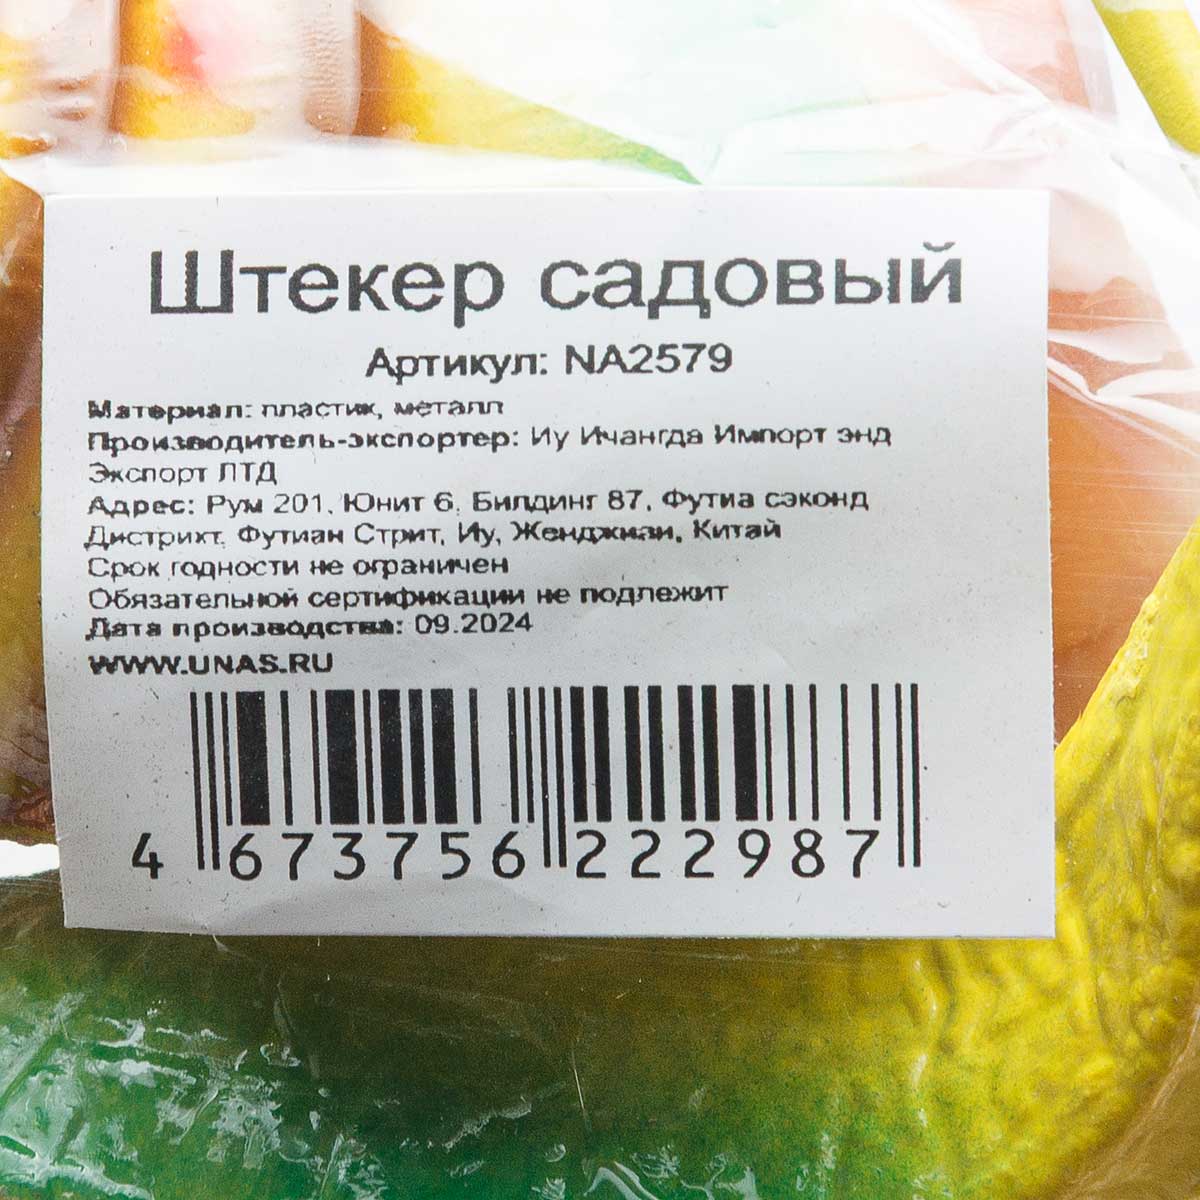 Штекер садовый
Артикул: NA2579
Материал: пластик, металл
Производитель-экспортер: Иу Ичангда Импорт энд
Экспорт ЛТД
Адрес: Рум 201, Юнит 6, Билдинг 87, Футиа сэконд
Дистрихт, Футиан Стрит, Иу, Женджиан, Китай
Срок годности не ограничен
Обязательной сертификации не подлежит
Дата производства: 09.2024
WWW.UNAS.RU
4 673756 222987